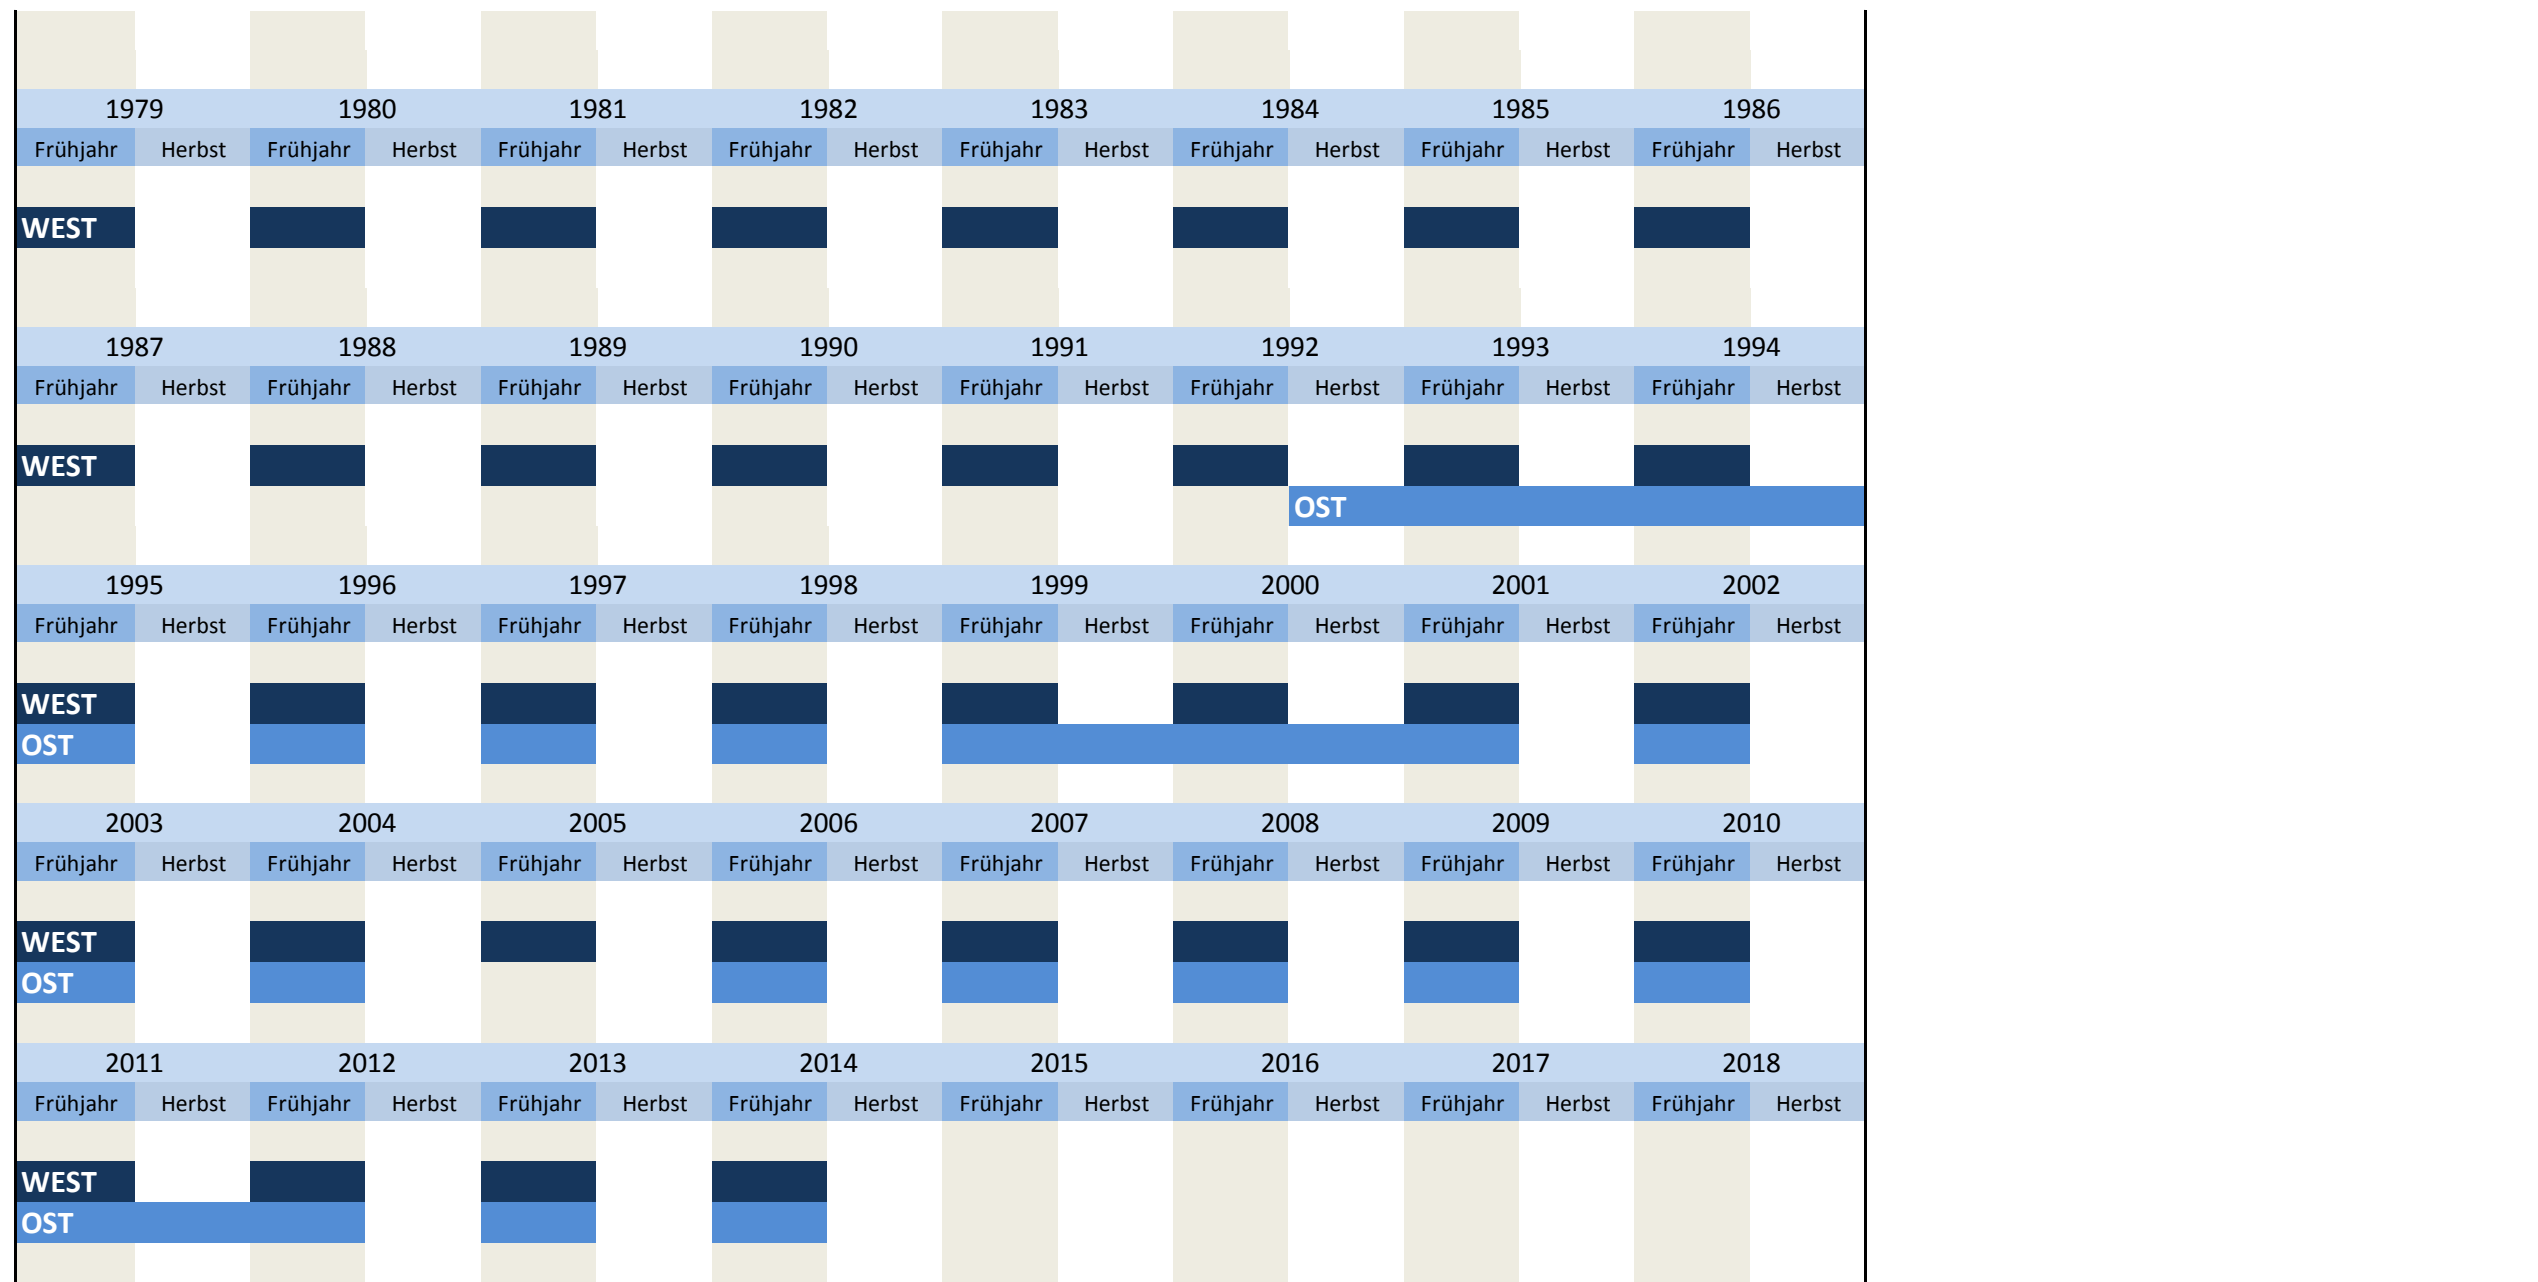 1979 1980 1981 1982 1983 1984 1985 1986
Frühjahr Herbst Frühjahr Herbst Frühjahr Herbst Frühjahr Herbst Frühjahr Herbst Frühjahr Herbst Frühjahr Herbst Frühjahr Herbst
WEST
1987 1988 1989 1990 1991 1992 1993 1994
Frühjahr Herbst Frühjahr Herbst Frühjahr Herbst Frühjahr Herbst Frühjahr Herbst Frühjahr Herbst Frühjahr Herbst Frühjahr Herbst
WEST
OST
1995 1996 1997 1998 1999 2000 2001 2002
Frühjahr Herbst Frühjahr Herbst Frühjahr Herbst Frühjahr Herbst Frühjahr Herbst Frühjahr Herbst Frühjahr Herbst Frühjahr Herbst
WEST
OST
2003 2004 2005 2006 2007 2008 2009 2010
Frühjahr Herbst Frühjahr Herbst Frühjahr Herbst Frühjahr Herbst Frühjahr Herbst Frühjahr Herbst Frühjahr Herbst Frühjahr Herbst
WEST
OST
2011 2012 2013 2014 2015 2016 2017 2018
Frühjahr Herbst Frühjahr Herbst Frühjahr Herbst Frühjahr Herbst Frühjahr Herbst Frühjahr Herbst Frühjahr Herbst Frühjahr Herbst
WEST
OST